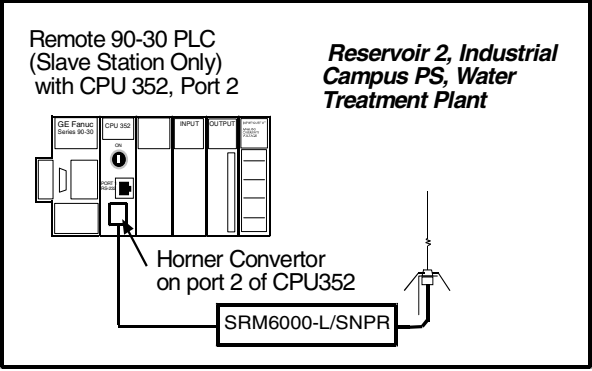 Remote 90-30 PLC
(Slave Station Only)
with CPU 352, Port 2
Reservoir 2, Industrial
Campus PS, Water
Treatment Plant
GE Fanuc
Series 90-30
CPU 352
INPUT
OUTPUT
ON
PORT
RS-232
Horner Convertor
on port 2 of CPU352
SRM6000-L/SNPR